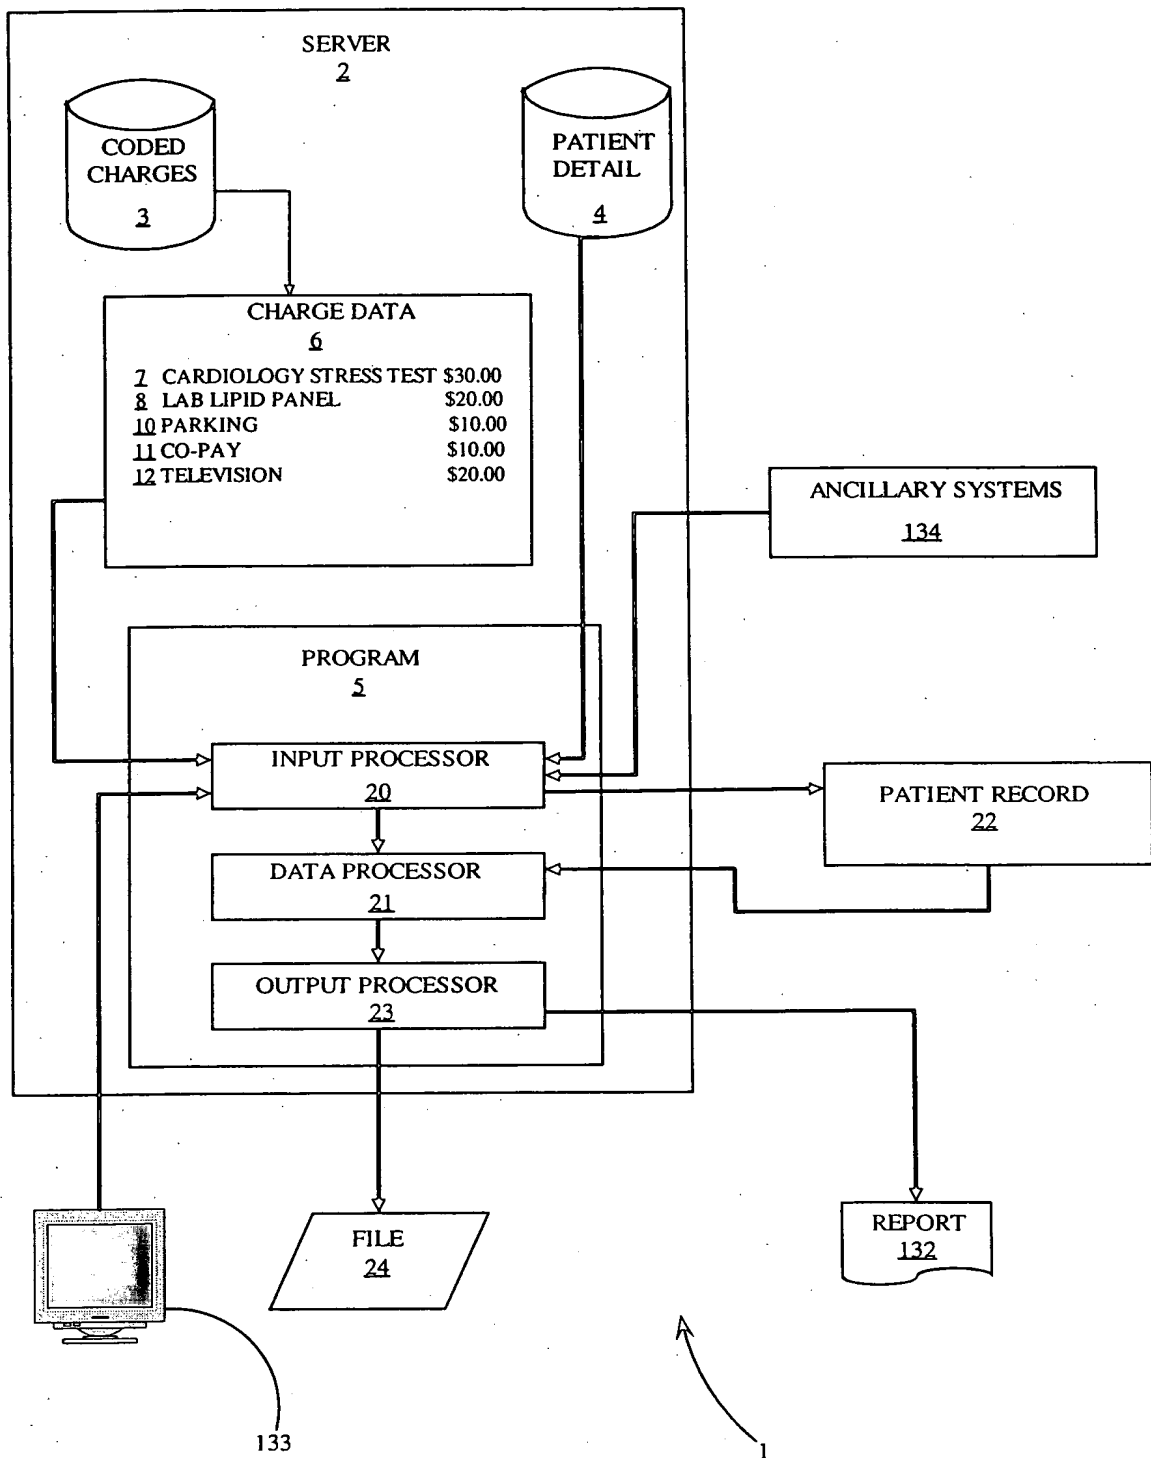 SERVER
2
CODED
CHARGES
3
PATIENT
DETAIL
4
CHARGE DATA
6
7 CARDIOLOGY STRESS TEST $30.00
8 LAB LIPID PANEL $20.00
10 PARKING $10.00
11 CO-PAY $10.00
12 TELEVISION $20.00
ANCILLARY SYSTEMS
134
PROGRAM
5
INPUT PROCESSOR
20
PATIENT RECORD
22
DATA PROCESSOR
21
OUTPUT PROCESSOR
23
FILE
24
REPORT
132
133
1